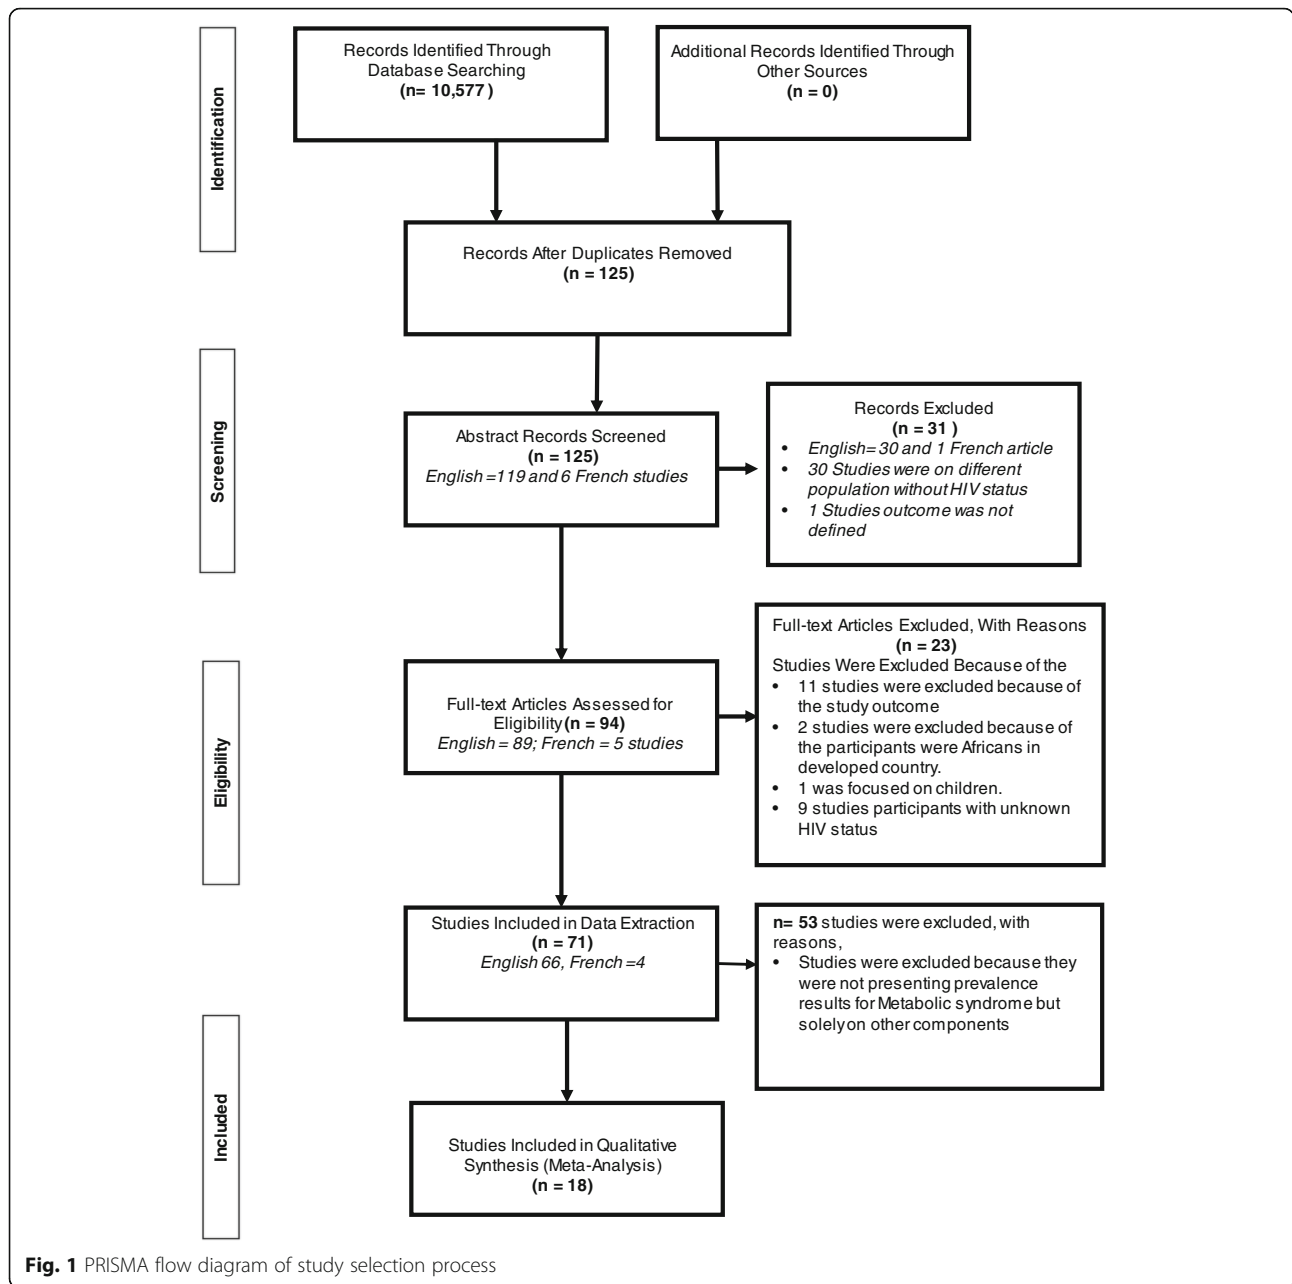 Identification
Records Identified Through
Database Searching
(n= 10,577 )
Additional Records Identified Through
Other Sources
(n = 0)
Records After Duplicates Removed
(n = 125)
Screening
Abstract Records Screened
(n = 125)
English =119 and 6 French studies
Records Excluded
(n = 31 )
• English= 30 and 1 French article
• 30 Studies were on different
population without HIV status
• 1 Studies outcome was not
defined
Eligibility
Full-text Articles Assessed for
Eligibility (n = 94)
English = 89; French = 5 studies
Full-text Articles Excluded, With Reasons
(n = 23)
Studies Were Excluded Because of the
• 11 studies were excluded because of
the study outcome
• 2 studies were excluded because of
the participants were Africans in
developed country.
• 1 was focused on children.
• 9 studies participants with unknown
HIV status
Studies Included in Data Extraction
(n = 71)
English 66, French =4
n= 53 studies were excluded, with
reasons,
• Studies were excluded because they
were not presenting prevalence
results for Metabolic syndrome but
solely on other components
Included
Studies Included in Qualitative
Synthesis (Meta-Analysis)
(n = 18)
Fig. 1 PRISMA flow diagram of study selection process